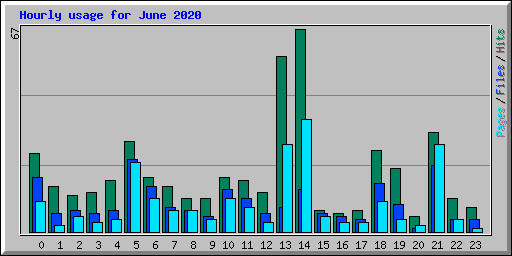 Hourly usage for June 2020
67
Pages / Files / Hits
0 1 2 3 4 5 6 7 8 9 10 11 12 13 14 15 16 17 18 19 20 21 22 23